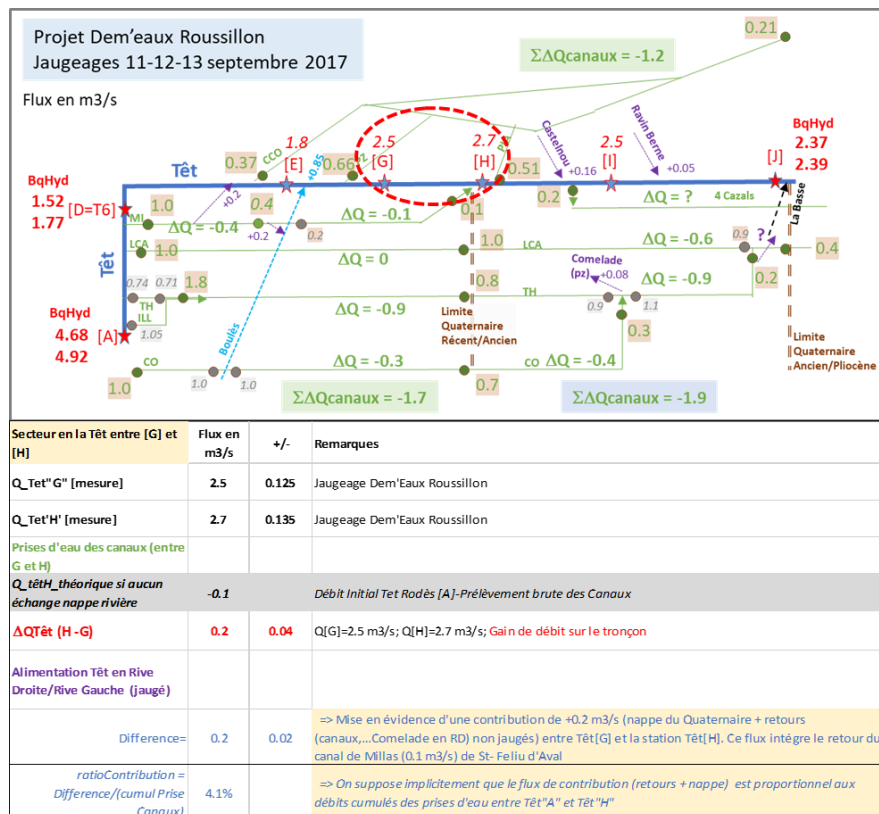 Projet Dem'eaux Roussillon
Jaugeages 11-12-13 septembre 2017
Flux en m3/s
ΣΔQcanaux = -1.2
0.21
BqHyd
2.37
2.39
1.8
[E]
2.5
[G]
2.7
[H]
2.5
[I]
[J]
Têt
0.37
CCO
0.66
0.51
+0.85
Castelnou
+0.16
Ravin Berne
+0.05
BqHyd
1.52
1.77
[D=T6]
MI
1.0
ΔQ = -0.4
+0.2
0.4
+0.2
0.2
ΔQ = -0.1
0.1
0.2
ΔQ = ?
4 Cazals
La Basse
LCA
1.0
ΔQ = 0
1.0
LCA
ΔQ = -0.6
0.9
?
0.4
0.2
Têt
0.74
0.71
1.8
TH
ILL
1.05
ΔQ = -0.9
0.8
TH
Comelade
(pz)
+0.08
ΔQ = -0.9
0.9
1.1
0.3
BqHyd
4.68
4.92
[A]
Limite
Quaternaire
Récent/Ancien
Limite
Quaternaire
Ancien/Pliocène
CO
1.0
Boulès
1.0
1.0
ΔQ = -0.3
0.7
CO
ΔQ = -0.4
ΣΔQcanaux = -1.7
ΣΔQcanaux = -1.9
Secteur en la Têt entre [G] et [H]
Flux en m3/s
+/-
Remarques
Q_Tet"G" [mesure]
2.5
0.125
Jaugeage Dem'Eaux Roussillon
Q_Tet'H' [mesure]
2.7
0.135
Jaugeage Dem'Eaux Roussillon
Prises d'eau des canaux (entre
G et H)
Q_têtH_théorique si aucun
échange nappe rivière
-0.1
Débit Initial Tet Rodès [A]-Prélèvement brute des Canaux
ΔQTêt (H -G)
0.2
0.04
Q[G]=2.5 m3/s; Q[H]=2.7 m3/s; Gain de débit sur le tronçon
Alimentation Têt en Rive
Droite/Rive Gauche (jaugé)
Difference=
0.2
0.02
=> Mise en évidence d'une contribution de +0.2 m3/s (nappe du Quaternaire + retours
(canaux,...Comelade en RD) non jaugés) entre Têt[G] et la station Têt[H]. Ce flux intégre le retour du
canal de Millas (0.1 m3/s) de St- Feliu d'Aval
ratioContribution =
Difference/(cumul Prise
Canaux)
4.1%
=> On suppose implicitement que le flux de contribution (retours + nappe) est proportionnel aux
débits cumulés des prises d'eau entre Têt"A" et Têt"H"